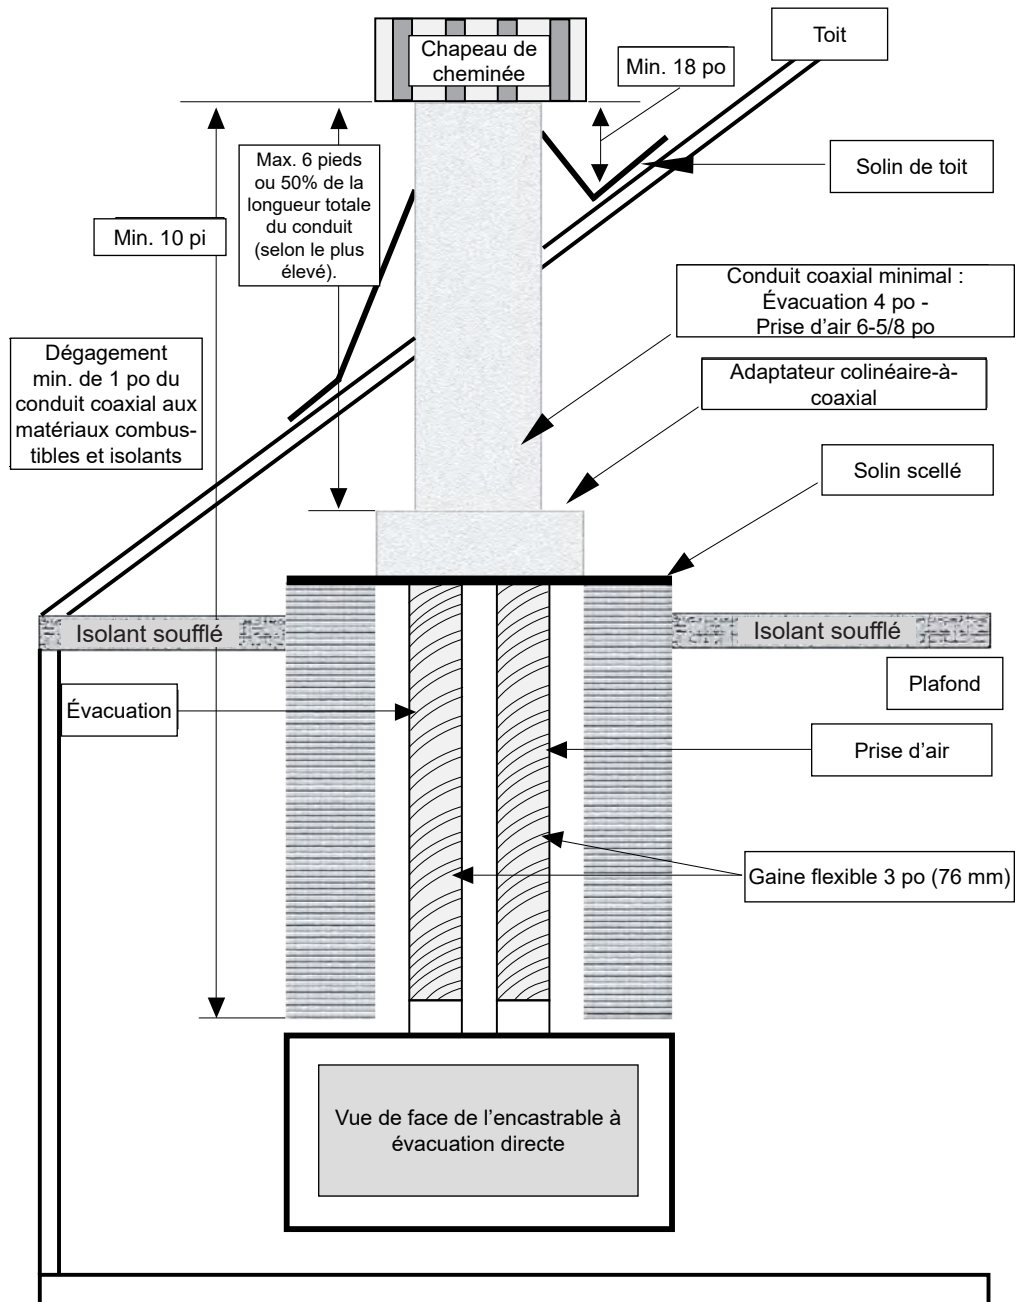 Chapeau de
cheminée
Toit
Min. 18 po
Max. 6 pieds
ou 50% de la
longueur totale
du conduit
(selon le plus
élevé).
Solin de toit
Min. 10 pi
Conduit coaxial minimal :
Évacuation 4 po -
Prise d’air 6-5/8 po
Dégagement
min. de 1 po du
conduit coaxial aux
matériaux combus-
tibles et isolants
Adaptateur colinéaire-à-
coaxial
Solin scellé
Isolant soufflé
Isolant soufflé
Plafond
Évacuation
Prise d’air
Gaine flexible 3 po (76 mm)
Vue de face de l’encastrable à
évacuation directe